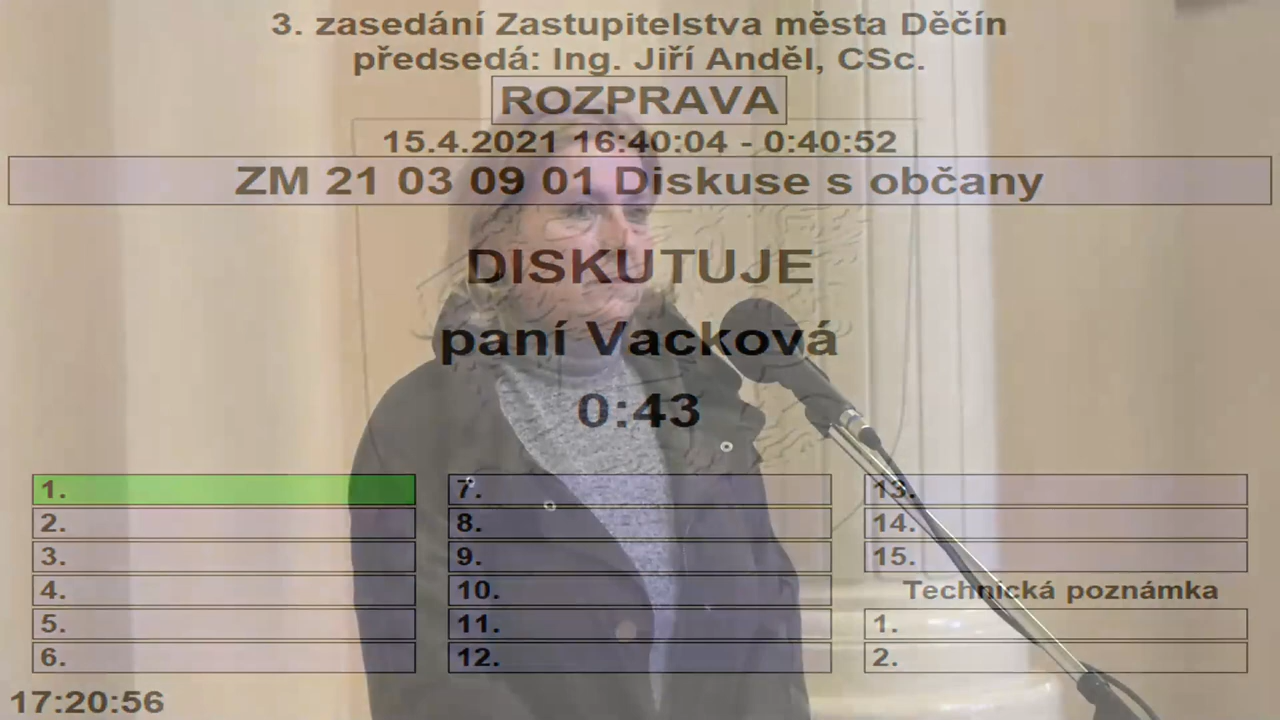 3. zasedání Zastupitelstva města Děčín
předsedá: Ing. Jiří Anděl, CSc.
ROZPRAVA
15.4.2021 16:40:04 - 0:40:52
ZM 21 03 09 01 Diskuse s občany
DISKUTUJE
paní Vacková
0:43
1.
2.
3.
4.
5.
6.
7.
8.
9.
10.
11.
12.
13.
14.
15.
Technická poznámka
1.
2.
17:20:56